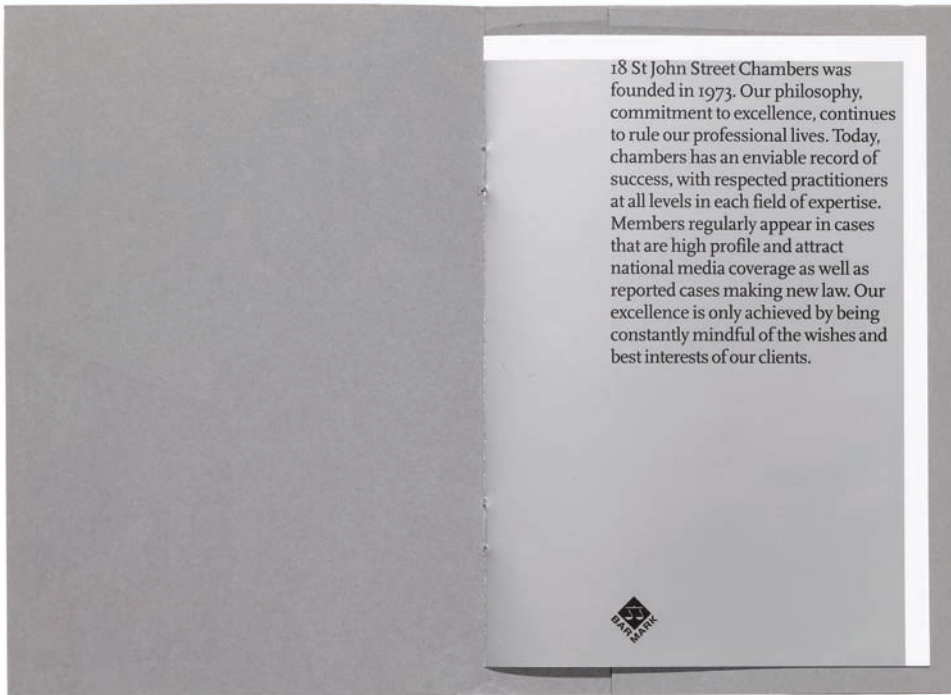 18 St John Street Chambers was
founded in 1973. Our philosophy,
commitment to excellence, continues
to rule our professional lives. Today,
chambers has an enviable record of
success, with respected practitioners
at all levels in each field of expertise.
Members regularly appear in cases
that are high profile and attract
national media coverage as well as
reported cases making new law. Our
excellence is only achieved by being
constantly mindful of the wishes and
best interests of our clients.
BAR
MARK